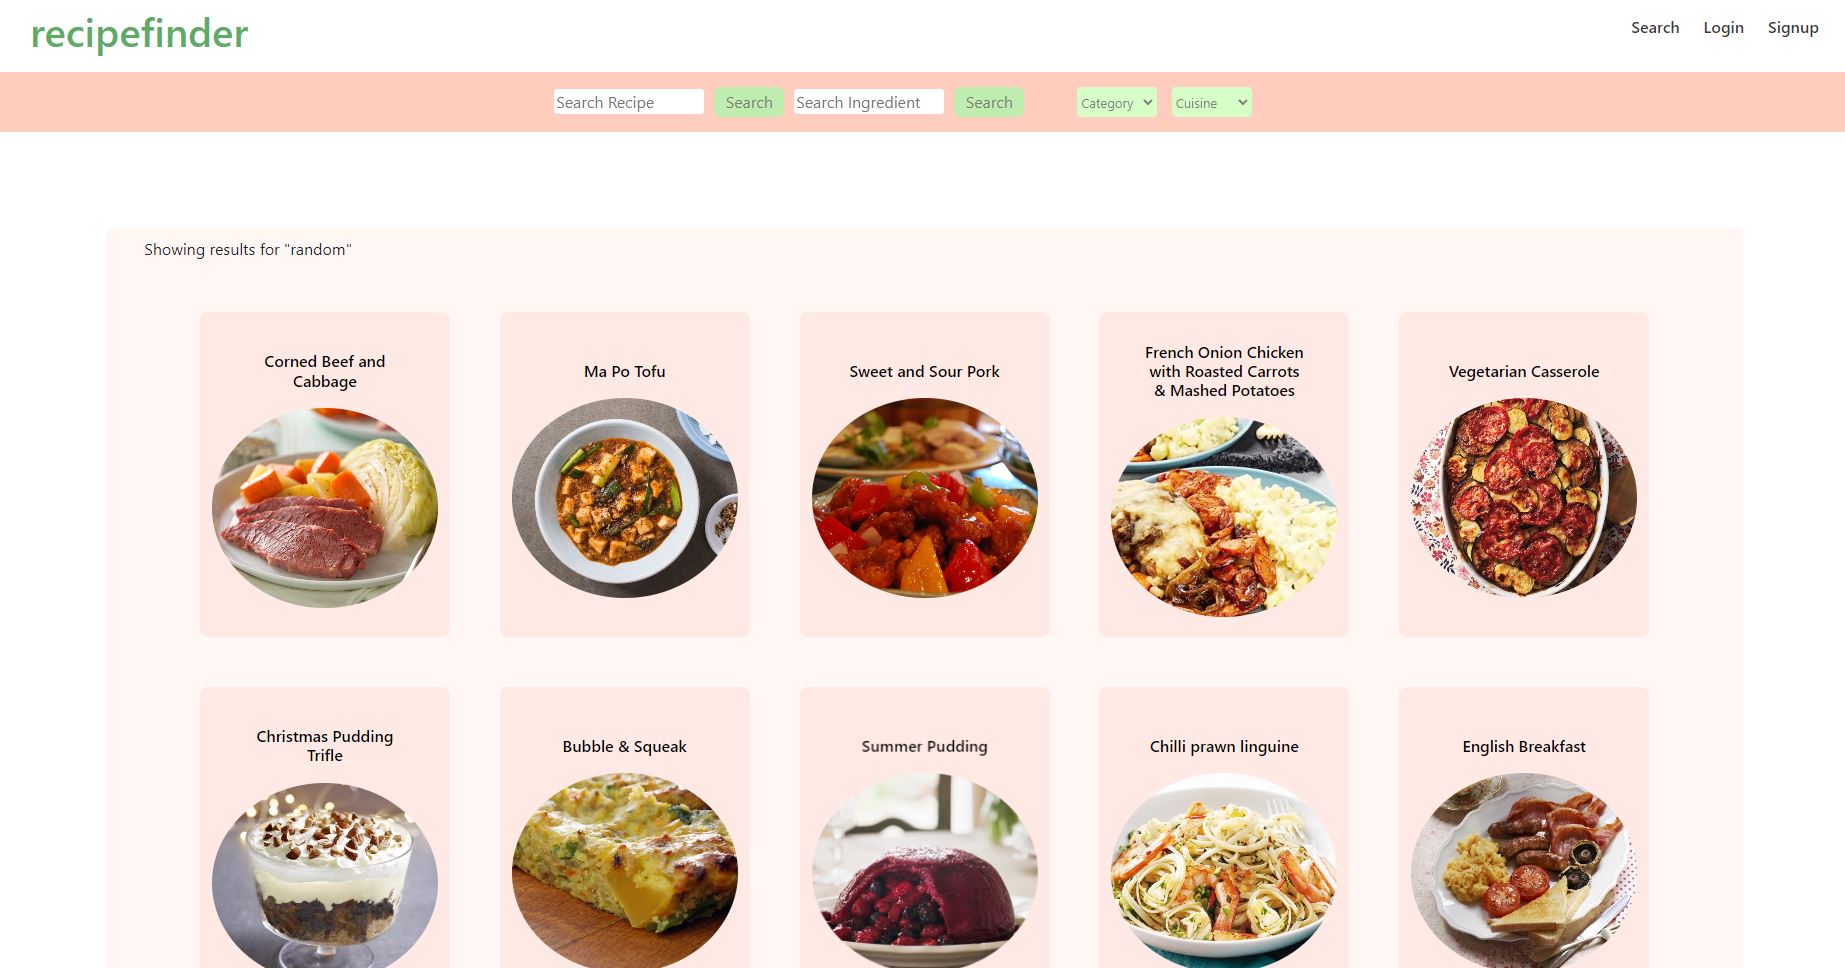 recipefinder
Search Login Signup
Search Recipe Search Search Ingredient Search Category Cuisine
Showing results for "random"
Corned Beef and
Cabbage
Ma Po Tofu
Sweet and Sour Pork
French Onion Chicken
with Roasted Carrots
& Mashed Potatoes
Vegetarian Casserole
Christmas Pudding
Trifle
Bubble & Squeak
Summer Pudding
Chilli prawn linguine
English Breakfast